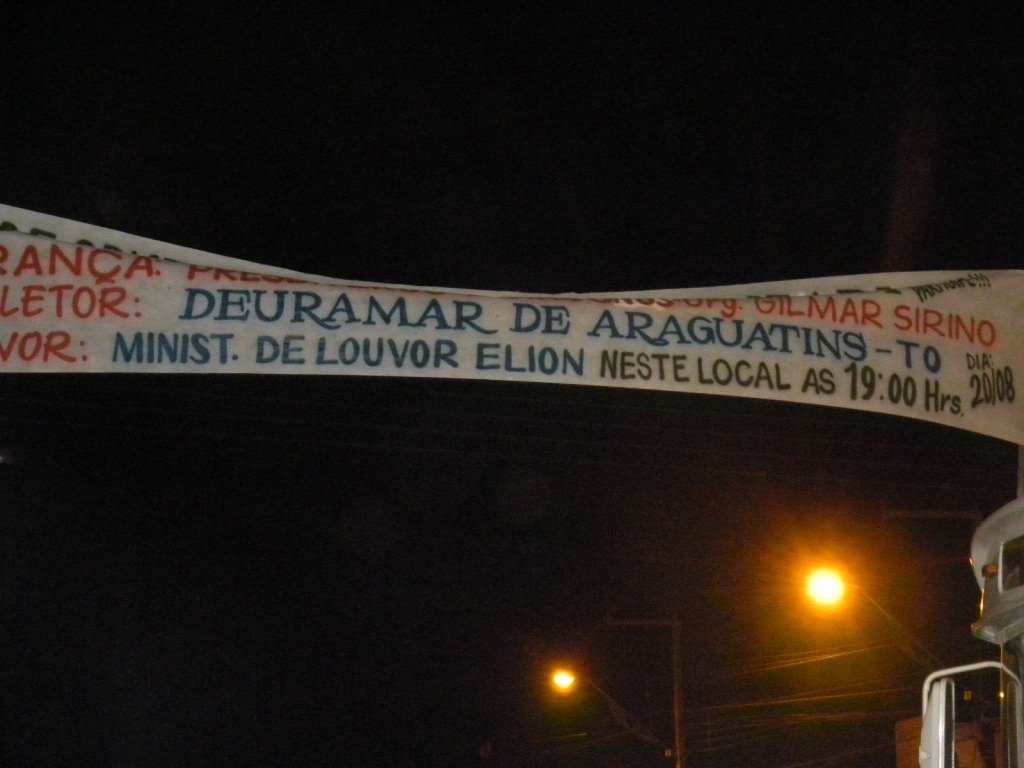 RANÇA: GILMAR SIRINO
LETOR: DEURAMAR DE ARAGUATINS-TO
VOR: MINIST. DE LOUVOR ELION NESTE LOCAL AS 19:00 Hrs, DIA: 20/08